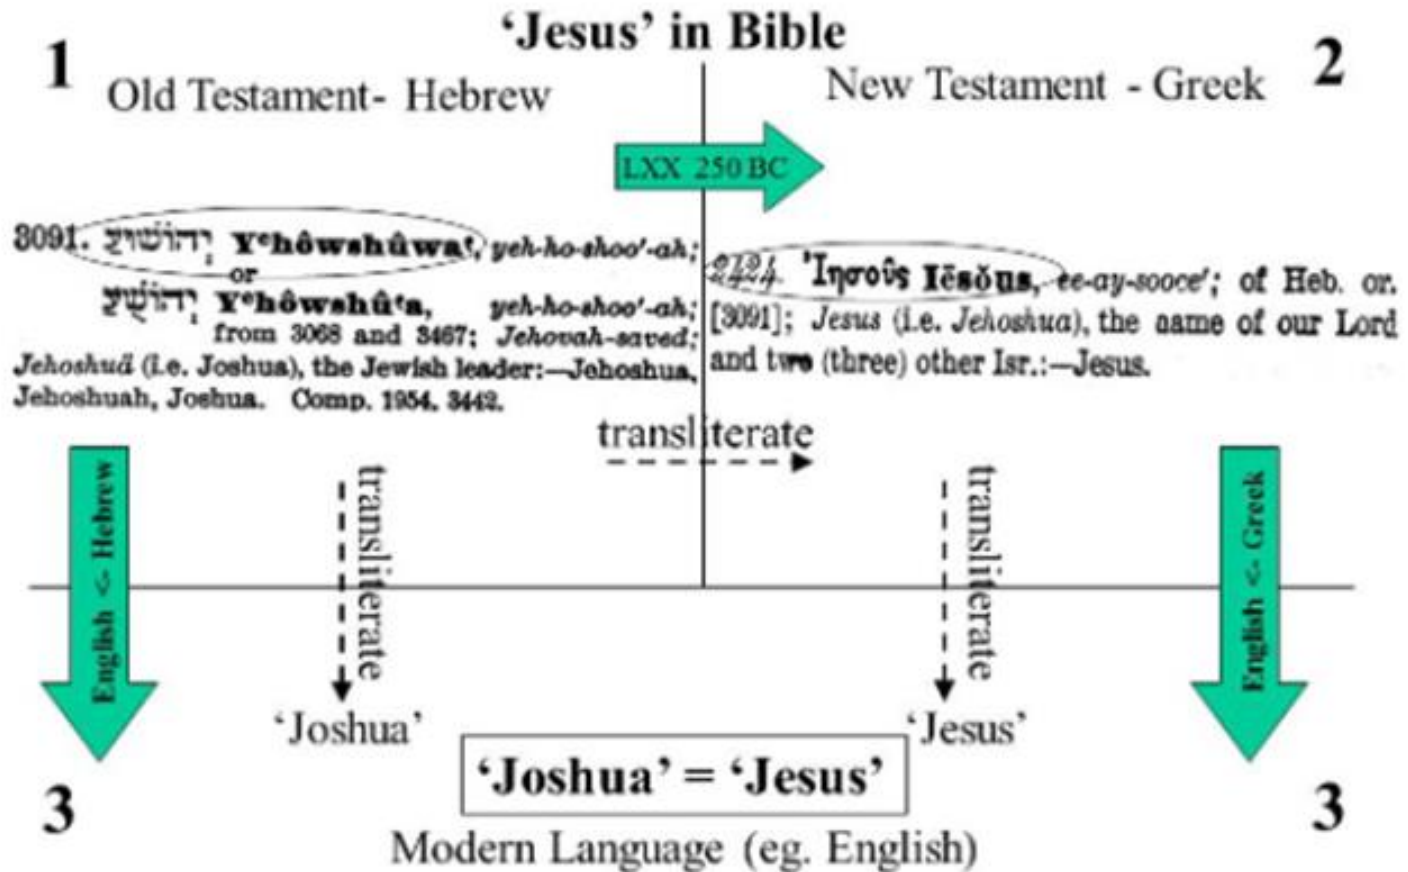 ‘Jesus’ in Bible
1
Old Testament- Hebrew
New Testament - Greek
2
LXX 250 BC
3091. יְהוֹשׁוּעַ Yᵉhôwshûwaʻ, yeh-ho-shoo'-ah;
or
יְהוֹשֻׁעַ Yᵉhôwshûʻa, yeh-ho-shoo'-ah;
from 3068 and 3467; Jehovah-saved;
Jehoshuä (i.e. Joshua), the Jewish leader:—Jehoshua,
Jehoshuah, Joshua. Comp. 1954, 3442.
2424. Ἰησοῦς Iēsŏus, ee-ay-sooce'; of Heb. or.
[3091]; Jesus (i.e. Jehoshua), the name of our Lord
and two (three) other Isr.:—Jesus.
transliterate
English <- Hebrew
transliterate
transliterate
English <- Greek
‘Joshua’
‘Jesus’
‘Joshua’ = ‘Jesus’
3
3
Modern Language (eg. English)